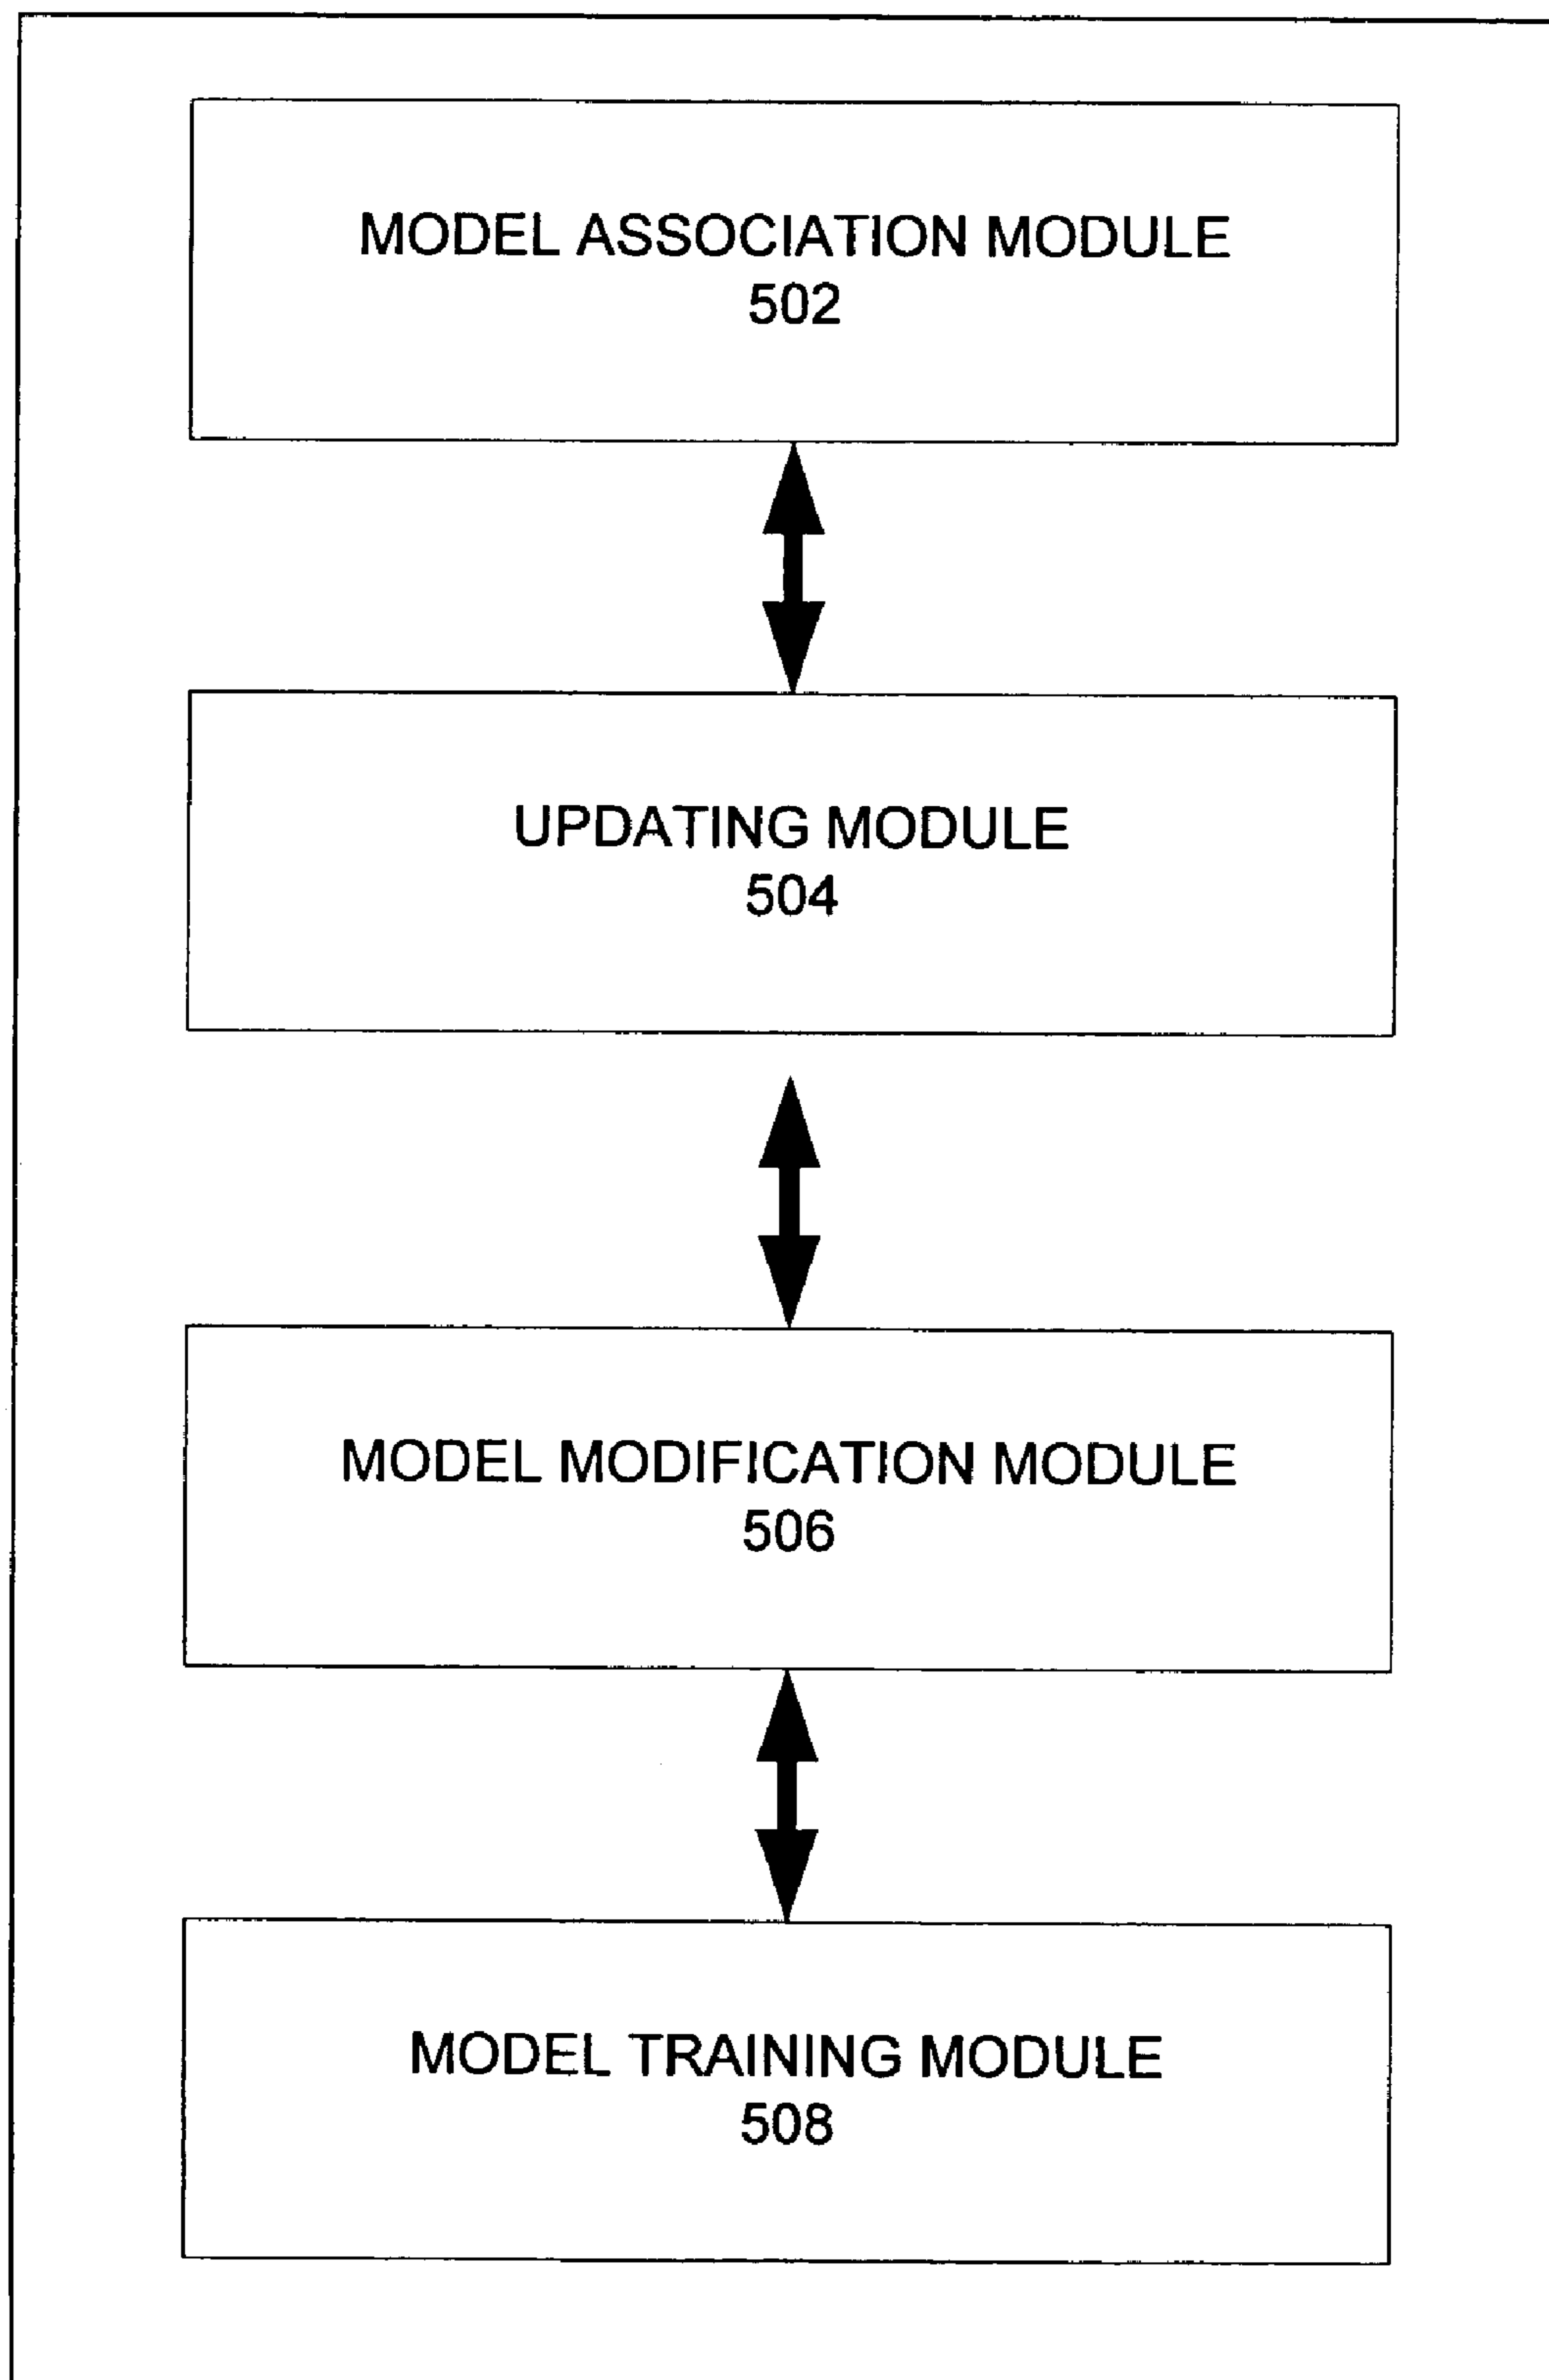 MODEL ASSOCIATION MODULE
502
UPDATING MODULE
504
MODEL MODIFICATION MODULE
506
MODEL TRAINING MODULE
508